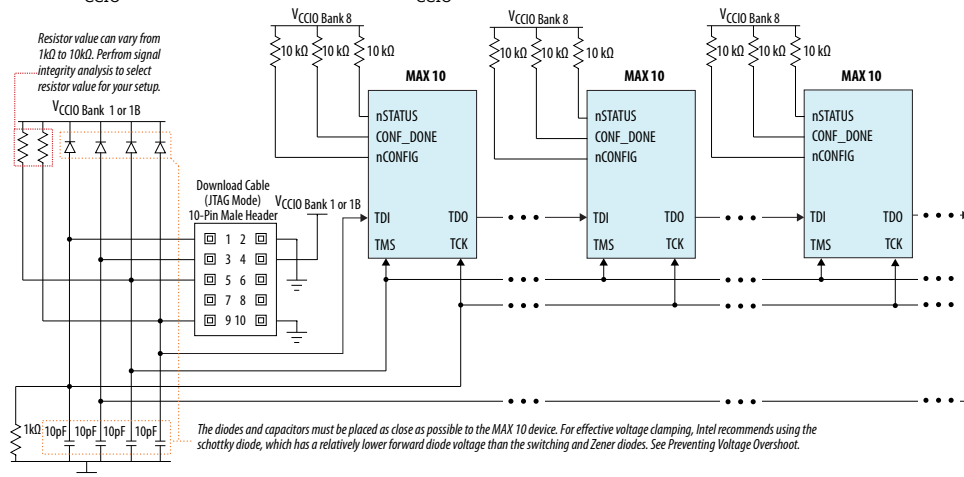 CCIO
CCIO
Resistor value can vary from
1kΩ to 10kΩ. Perfrom signal
integrity analysis to select
resistor value for your setup.
VCCIO Bank 1 or 1B
VCCIO Bank 8
10 kΩ 10 kΩ 10 kΩ
MAX 10
nSTATUS
CONF_DONE
nCONFIG
TDI TDO
TMS TCK
VCCIO Bank 8
10 kΩ 10 kΩ 10 kΩ
MAX 10
nSTATUS
CONF_DONE
nCONFIG
TDI TDO
TMS TCK
VCCIO Bank 8
10 kΩ 10 kΩ 10 kΩ
MAX 10
nSTATUS
CONF_DONE
nCONFIG
TDI TDO
TMS TCK
Download Cable
(JTAG Mode)
10-Pin Male Header
VCCIO Bank 1 or 1B
1 2
3 4
5 6
7 8
9 10
1kΩ 10pF 10pF 10pF 10pF
The diodes and capacitors must be placed as close as possible to the MAX 10 device. For effective voltage clamping, Intel recommends using the
schottky diode, which has a relatively lower forward diode voltage than the switching and Zener diodes. See Preventing Voltage Overshoot.